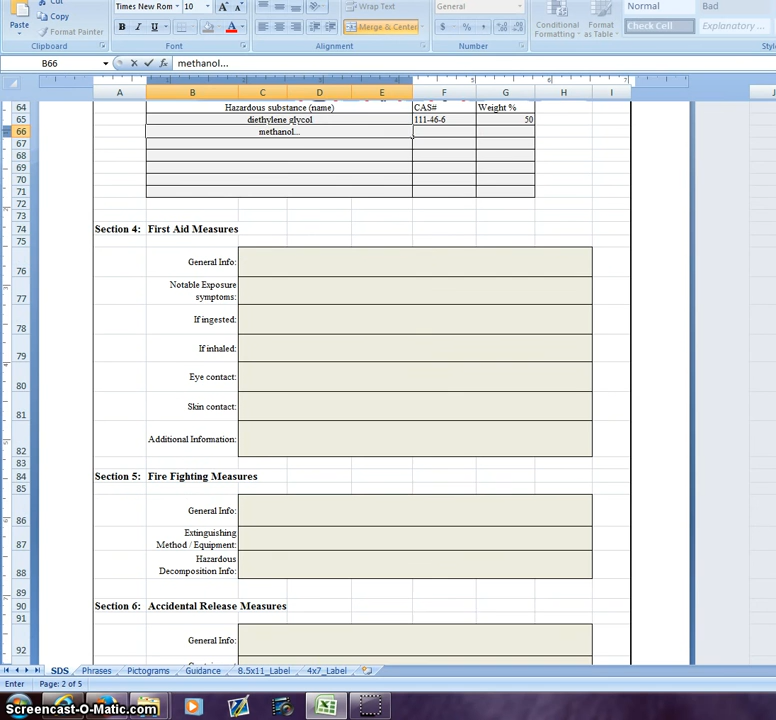 Cut
Paste
Copy
Format Painter
Clipboard
Times New Rom
10
B I U
Font
Wrap Text
Merge & Center
Alignment
General
$ % ,
Number
Conditional
Formatting
Format
as Table
Normal
Bad
Check Cell
Explanatory ...
B66
methanol...
A B C D E F G H I
64 Hazardous substance (name) CAS# Weight %
65 diethylene glycol 111-46-6 50
66 methanol...
67
68
69
70
71
72
73
74 Section 4: First Aid Measures
75
76 General Info:
Notable Exposure
77 symptoms:
78 If ingested:
79 If inhaled:
80 Eye contact:
81 Skin contact:
82 Additional Information:
83
84 Section 5: Fire Fighting Measures
85
86 General Info:
Extinguishing
87 Method / Equipment:
Hazardous
88 Decomposition Info:
89
90 Section 6: Accidental Release Measures
91
92 General Info:
SDS Phrases Pictograms Guidance 8.5x11_Label 4x7_Label
Enter Page: 2 of 5
Screencast-O-Matic.com